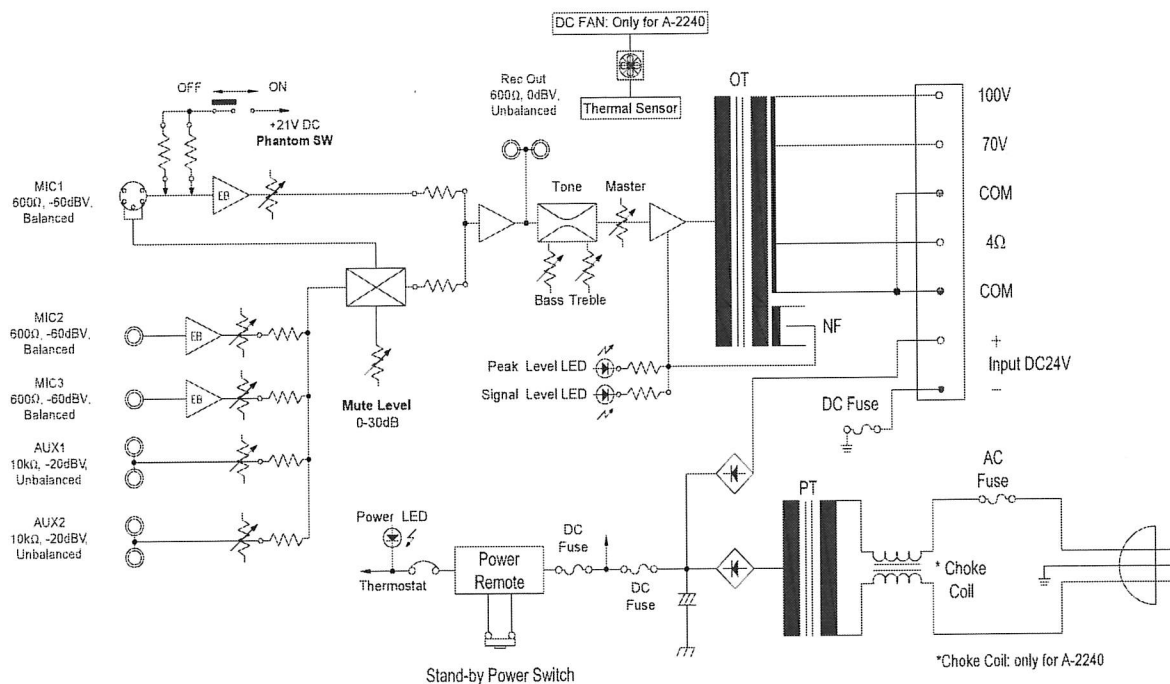 DC FAN: Only for A-2240
Thermal Sensor
OFF
ON
+21V DC
Phantom SW
Rec Out
600Ω, 0dBV,
Unbalanced
OT
100V
70V
COM
4Ω
COM
+
Input DC24V
−
MIC1
600Ω, -60dBV,
Balanced
EB
Tone
Master
Bass Treble
NF
MIC2
600Ω, -60dBV,
Balanced
EB
MIC3
600Ω, -60dBV,
Balanced
EB
Mute Level
0-30dB
Peak Level LED
Signal Level LED
DC Fuse
AUX1
10kΩ, -20dBV,
Unbalanced
AUX2
10kΩ, -20dBV,
Unbalanced
Power LED
Thermostat
Power
Remote
DC
Fuse
DC
Fuse
PT
AC
Fuse
* Choke
Coil
Stand-by Power Switch
*Choke Coil: only for A-2240